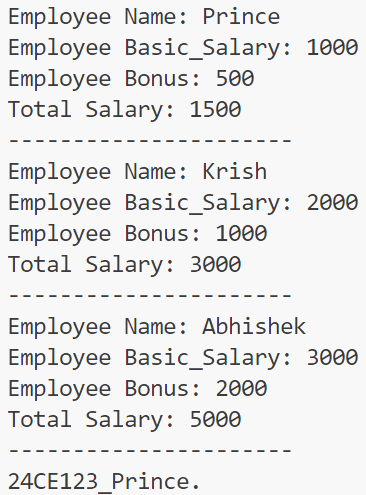 Employee Name: Prince
Employee Basic_Salary: 1000
Employee Bonus: 500
Total Salary: 1500
----------------------
Employee Name: Krish
Employee Basic_Salary: 2000
Employee Bonus: 1000
Total Salary: 3000
----------------------
Employee Name: Abhishek
Employee Basic_Salary: 3000
Employee Bonus: 2000
Total Salary: 5000
----------------------
24CE123_Prince.